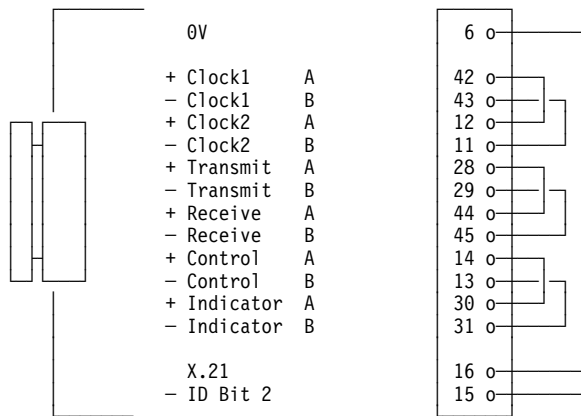 0V 6 o
+ Clock1 A 42 o
– Clock1 B 43 o
+ Clock2 A 12 o
– Clock2 B 11 o
+ Transmit A 28 o
– Transmit B 29 o
+ Receive A 44 o
– Receive B 45 o
+ Control A 14 o
– Control B 13 o
+ Indicator A 30 o
– Indicator B 31 o
X.21 16 o
– ID Bit 2 15 o